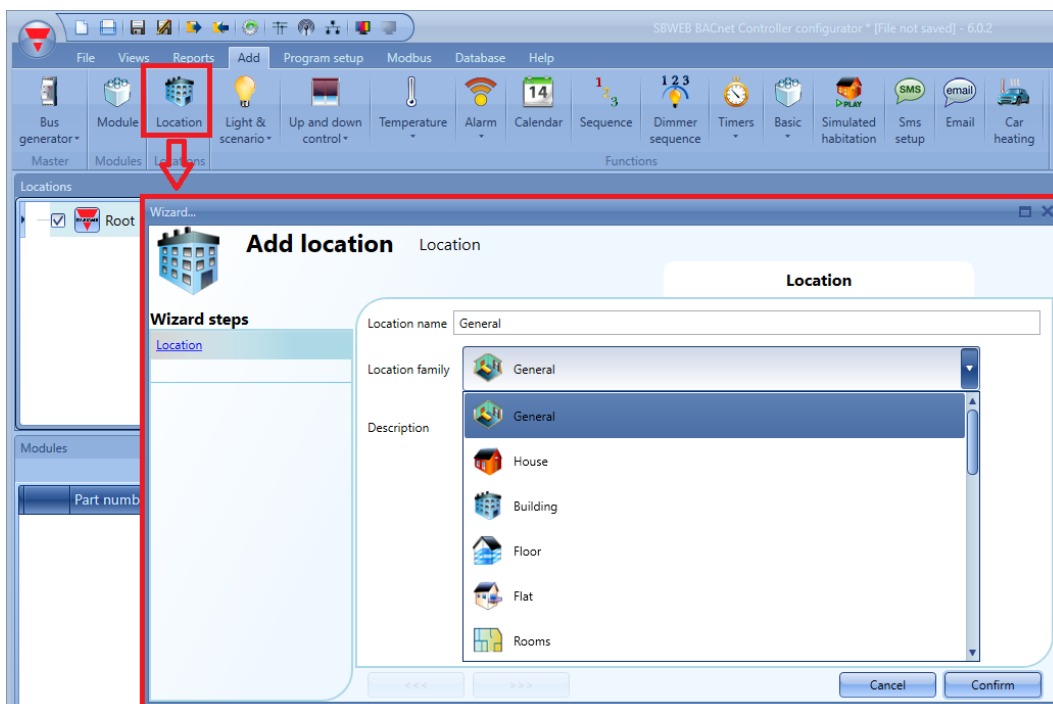 SBWEB BACnet Controller configurator * [File not saved] - 6.0.2
File Views Reports Add Program setup Modbus Database Help
14
1 2 3
1 2 3
PLAY
SMS
email
Bus generator
Module
Location
Light & scenario
Up and down control
Temperature
Alarm
Calendar
Sequence
Dimmer sequence
Timers
Basic
Simulated habitation
Sms setup
Email
Car heating
Master
Modules
Locations
Functions
Locations
Root
Wizard...
Add location Location
Location
Wizard steps
Location
Location name General
Location family General
Description
General
House
Building
Floor
Flat
Rooms
Modules
Part numb
<<< >>>
Cancel Confirm